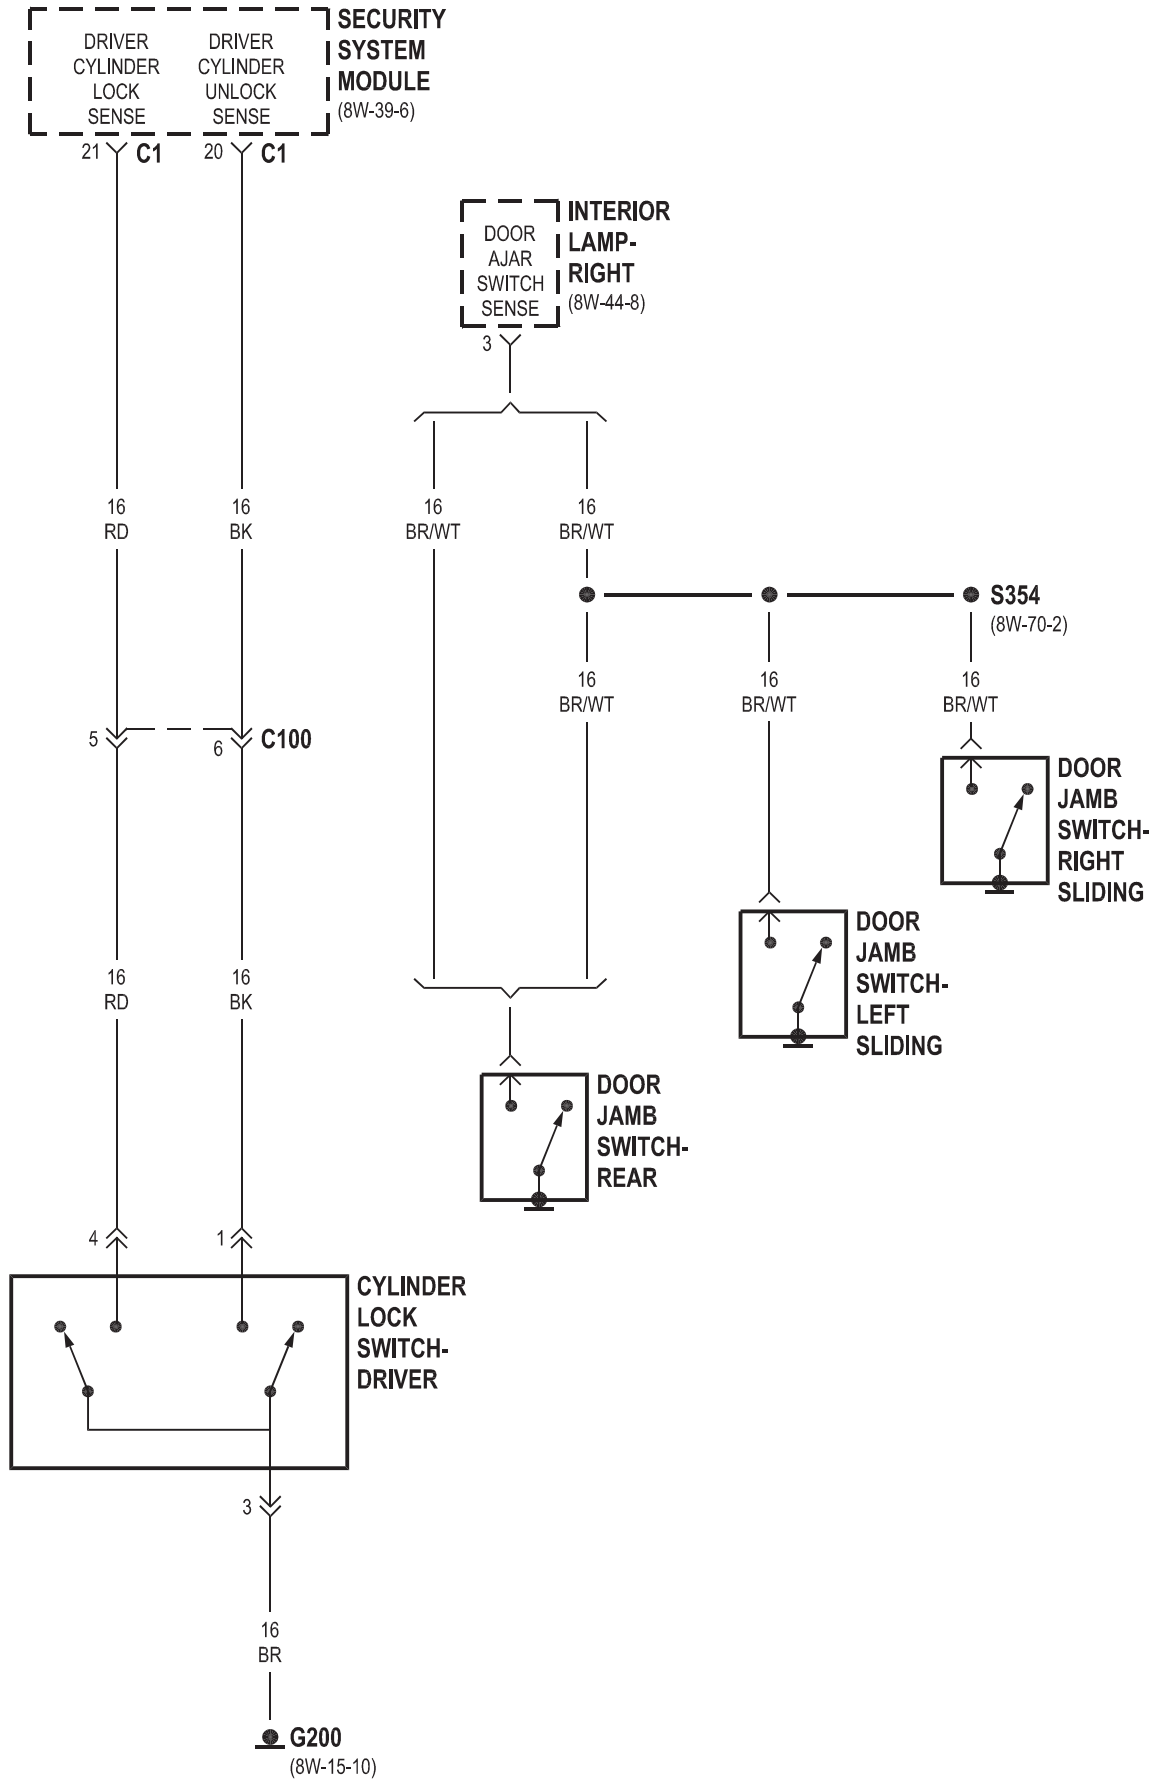 DRIVER
CYLINDER
LOCK
SENSE
DRIVER
CYLINDER
UNLOCK
SENSE
SECURITY
SYSTEM
MODULE
(8W-39-6)
21
C1
20
C1
DOOR
AJAR
SWITCH
SENSE
INTERIOR
LAMP-
RIGHT
(8W-44-8)
3
16
RD
16
BK
16
BR/WT
16
BR/WT
S354
(8W-70-2)
16
BR/WT
16
BR/WT
16
BR/WT
5
6
C100
DOOR
JAMB
SWITCH-
RIGHT
SLIDING
DOOR
JAMB
SWITCH-
LEFT
SLIDING
16
RD
16
BK
DOOR
JAMB
SWITCH-
REAR
4
1
CYLINDER
LOCK
SWITCH-
DRIVER
3
16
BR
G200
(8W-15-10)